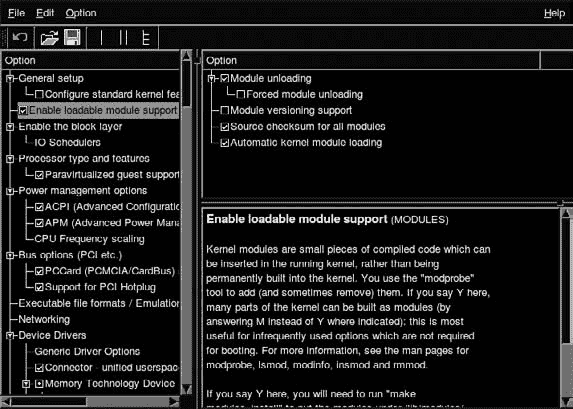 File Edit Option Help
Option
General setup
Configure standard kernel fea
Enable loadable module support
Enable the block layer
IO Schedulers
Processor type and features
Paravirtualized guest support
Power management options
ACPI (Advanced Configuratic
APM (Advanced Power Mana
CPU Frequency scaling
Bus options (PCI etc.)
PCCard (PCMCIA/CardBus)
Support for PCI Hotplug
Executable file formats / Emulation
Networking
Device Drivers
Generic Driver Options
Connector - unified userspac
Memory Technology Device
Option
Module unloading
Forced module unloading
Module versioning support
Source checksum for all modules
Automatic kernel module loading
Enable loadable module support (MODULES)
Kernel modules are small pieces of compiled code which can
be inserted in the running kernel, rather than being
permanently built into the kernel. You use the "modprobe"
tool to add (and sometimes remove) them. If you say Y here,
many parts of the kernel can be built as modules (by
answering M instead of Y where indicated): this is most
useful for infrequently used options which are not required
for booting. For more information, see the man pages for
modprobe, lsmod, modinfo, insmod and rmmod.
If you say Y here, you will need to run "make